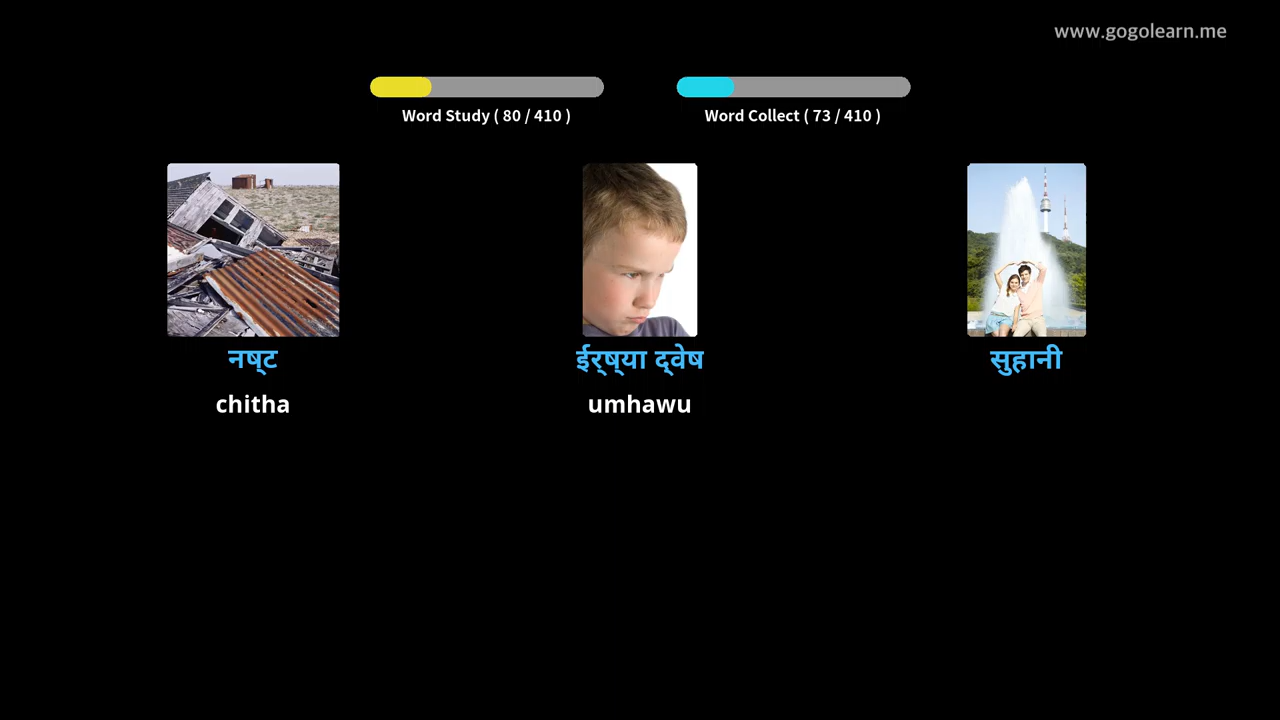 www.gogolearn.me
Word Study ( 80 / 410 )
Word Collect ( 73 / 410 )
नष्‌ट
ईर्‌ष्‌या द्‌वेष
सुहानी
chitha
umhawu